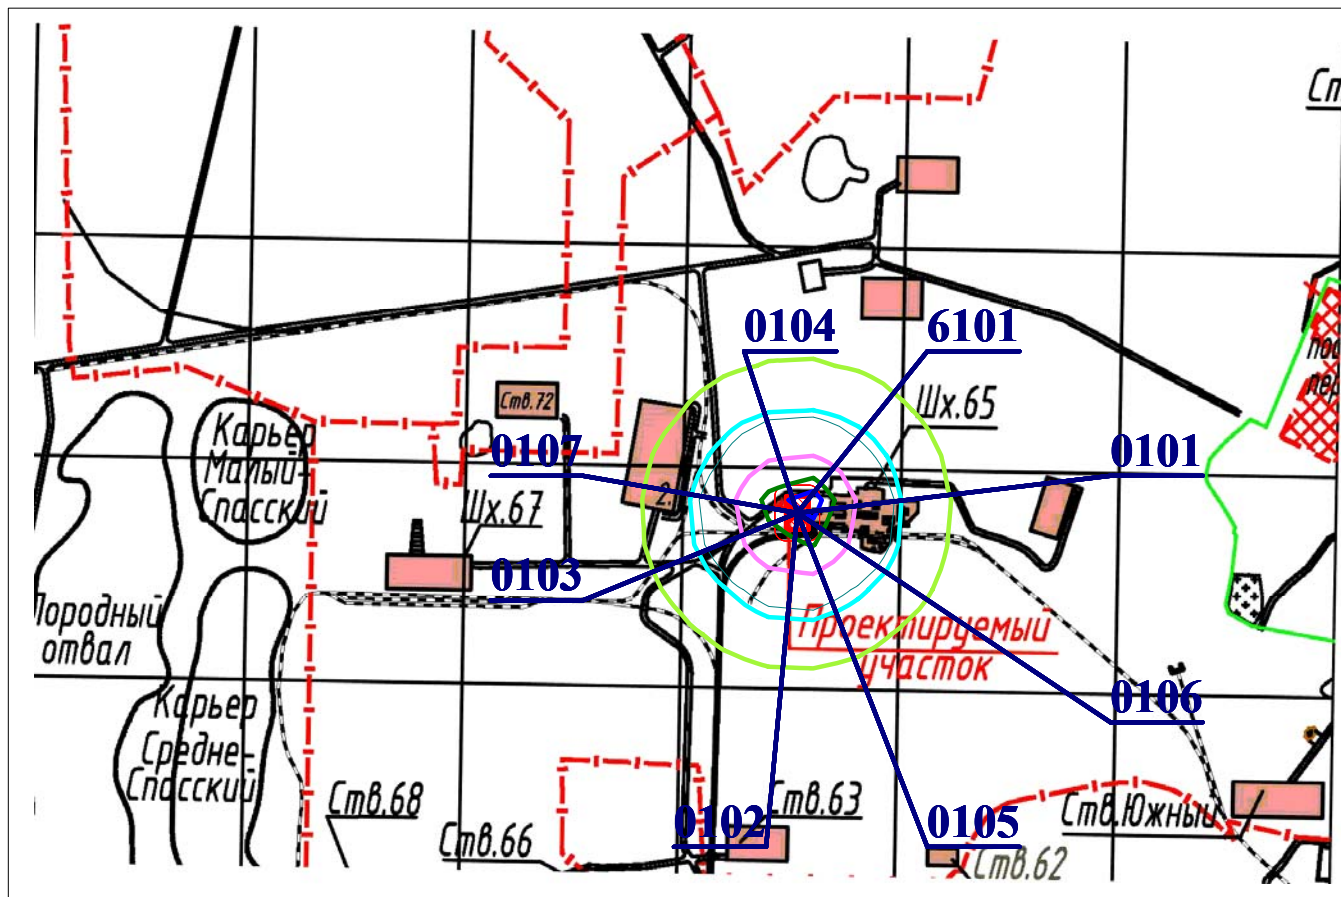 Ст
0104
6101
пос
пер
Шх.65
Ств.72
Карьер
Малый-
Спасский
0107
0101
2.
Шх.67
0103
Породный
отвал
Проектируемый
участок
0106
Карьер
Средне-
Спасский
Ств.68
Ств.63
Ств.Южный
Ств.66
0102
0105
Ств.62